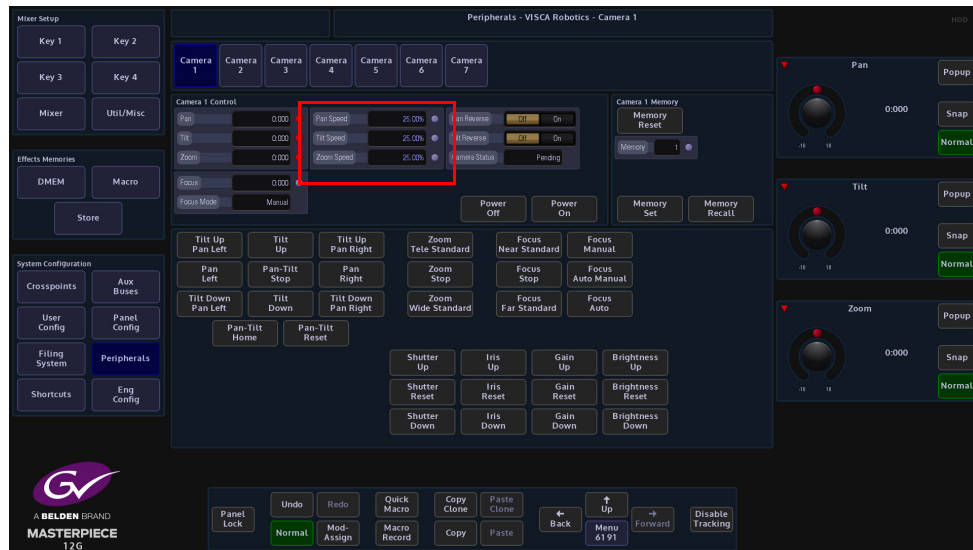 Mixer Setup
Key 1
Key 2
Key 3
Key 4
Mixer
Util/Misc
Effects Memories
DMEM
Macro
Store
System Configuration
Crosspoints
Aux
Buses
User
Config
Panel
Config
Filing
System
Peripherals
Shortcuts
Eng
Config
GV
A BELDEN BRAND
MASTERPIECE
12G
Peripherals - VISCA Robotics - Camera 1
Camera
1
Camera
2
Camera
3
Camera
4
Camera
5
Camera
6
Camera
7
Camera 1 Control
Pan 0:000
Tilt 0:000
Zoom 0:000
Focus 0:000
Focus Mode Manual
Pan Speed 25.00%
Tilt Speed 25.00%
Zoom Speed 25.00%
Pan Reverse Off On
Tilt Reverse Off On
Camera Status Pending
Power
Off
Power
On
Camera 1 Memory
Memory
Reset
Memory 1
Memory
Set
Memory
Recall
Tilt Up
Pan Left
Tilt
Up
Tilt Up
Pan Right
Zoom
Tele Standard
Focus
Near Standard
Focus
Manual
Pan
Left
Pan-Tilt
Stop
Pan
Right
Zoom
Stop
Focus
Stop
Focus
Auto Manual
Tilt Down
Pan Left
Tilt
Down
Tilt Down
Pan Right
Zoom
Wide Standard
Focus
Far Standard
Focus
Auto
Pan-Tilt
Home
Pan-Tilt
Reset
Shutter
Up
Iris
Up
Gain
Up
Brightness
Up
Shutter
Reset
Iris
Reset
Gain
Reset
Brightness
Reset
Shutter
Down
Iris
Down
Gain
Down
Brightness
Down
Panel
Lock
Undo
Redo
Quick
Macro
Copy
Clone
Paste
Clone
Normal
Mod-
Assign
Macro
Record
Copy
Paste
← Back
↑ Up
Menu
6191
→ Forward
Disable
Tracking
HDD
Pan
0:000
Popup
Snap
Normal
Tilt
0:000
Popup
Snap
Normal
Zoom
0:000
Popup
Snap
Normal